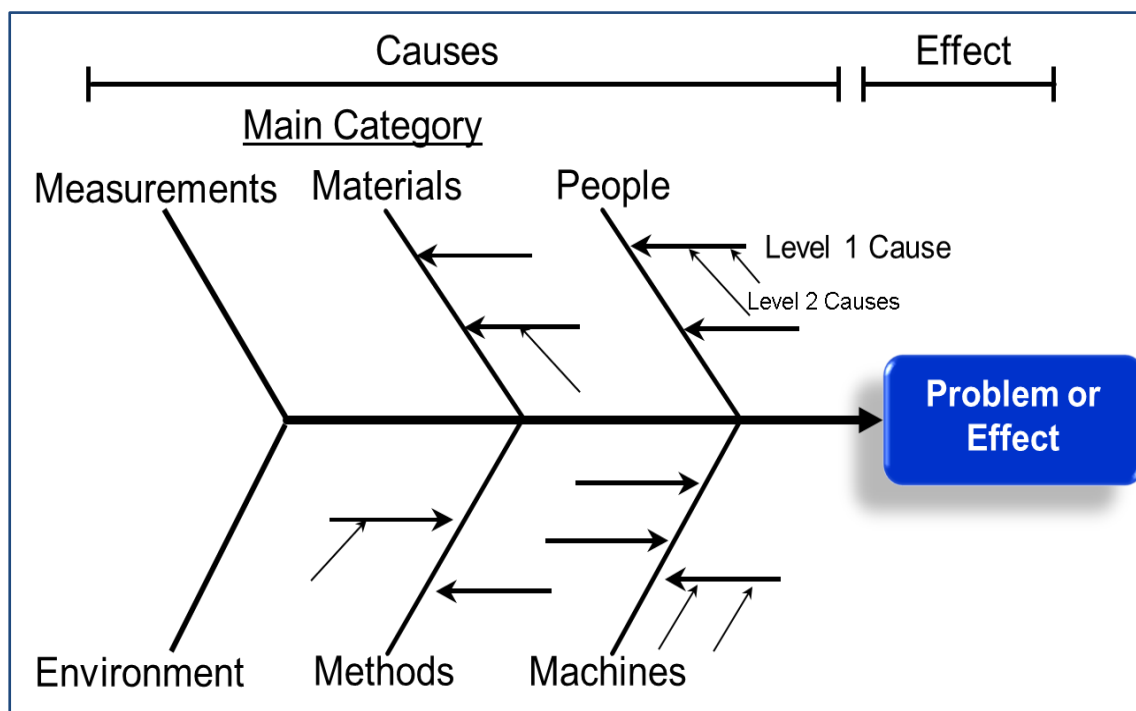 Causes
Effect
Main Category
Measurements
Materials
People
Level 1 Cause
Level 2 Causes
Problem or
Effect
Environment
Methods
Machines